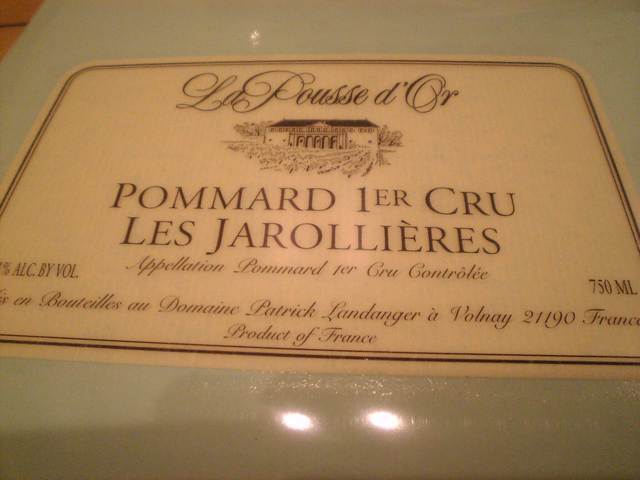 La Pousse d'Or
POMMARD 1ER CRU
LES JAROLLIÈRES
Appellation Pommard 1er Cru Contrôlée
% ALC. BY VOL.
750 ML
en Bouteilles au Domaine Patrick Landanger à Volnay 21190 France
Product of France